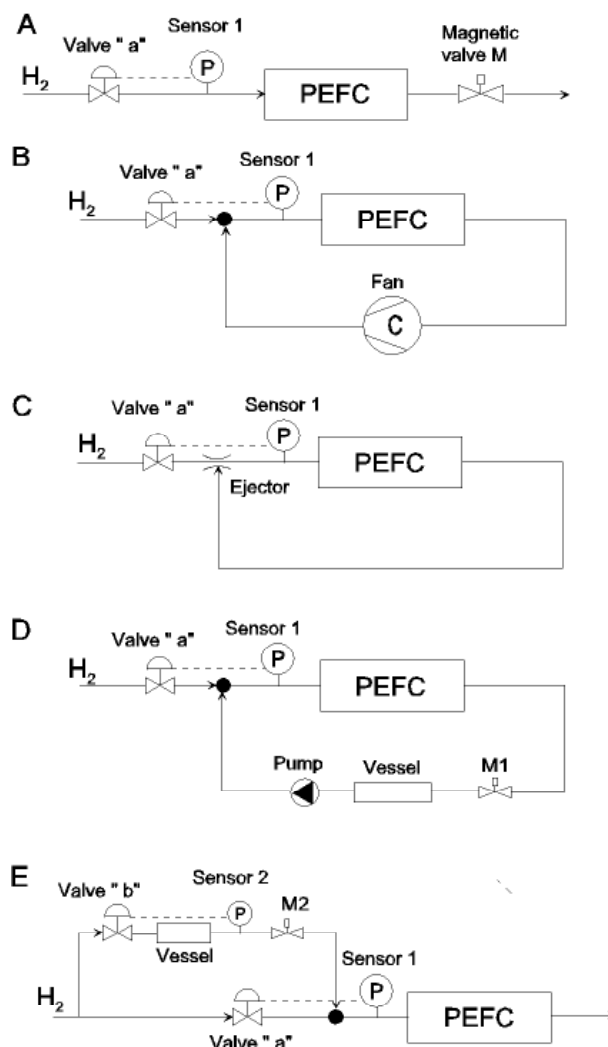 A
Valve " a"
Sensor 1
Magnetic
valve M
H2
P
PEFC
B
Valve " a"
Sensor 1
H2
P
PEFC
Fan
C
C
Valve " a"
Sensor 1
H2
P
PEFC
Ejector
D
Valve " a"
Sensor 1
H2
P
PEFC
Pump
Vessel
M1
E
Valve " b"
Sensor 2
M2
P
Vessel
Sensor 1
H2
P
PEFC
Valve " a"